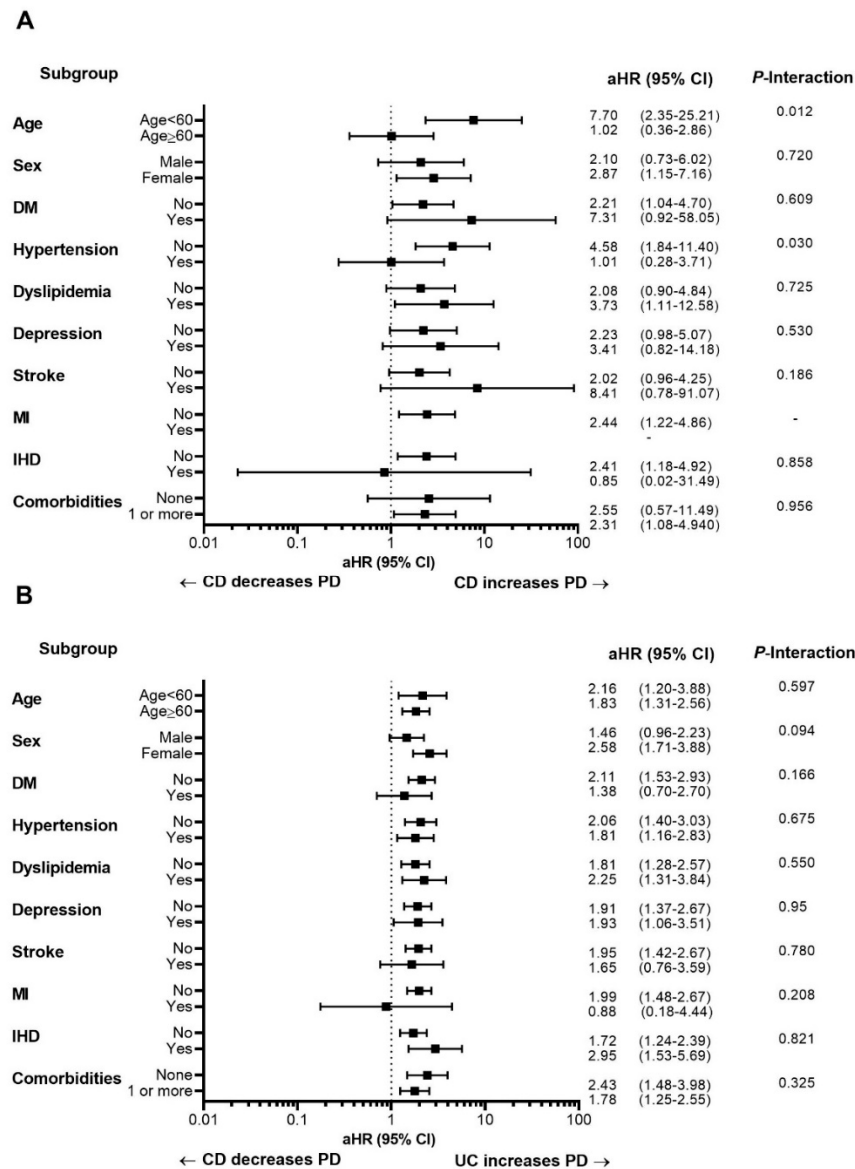 A
Subgroup aHR (95% CI) P-Interaction
Age Age<60 7.70 (2.35-25.21) 0.012
Age≥60 1.02 (0.36-2.86)
Sex Male 2.10 (0.73-6.02) 0.720
Female 2.87 (1.15-7.16)
DM No 2.21 (1.04-4.70) 0.609
Yes 7.31 (0.92-58.05)
Hypertension No 4.58 (1.84-11.40) 0.030
Yes 1.01 (0.28-3.71)
Dyslipidemia No 2.08 (0.90-4.84) 0.725
Yes 3.73 (1.11-12.58)
Depression No 2.23 (0.98-5.07) 0.530
Yes 3.41 (0.82-14.18)
Stroke No 2.02 (0.96-4.25) 0.186
Yes 8.41 (0.78-91.07)
MI No 2.44 (1.22-4.86) -
Yes -
IHD No 2.41 (1.18-4.92) 0.858
Yes 0.85 (0.02-31.49)
Comorbidities None 2.55 (0.57-11.49) 0.956
1 or more 2.31 (1.08-4.940)
0.01 0.1 1 10 100
aHR (95% CI)
← CD decreases PD CD increases PD →
B
Subgroup aHR (95% CI) P-Interaction
Age Age<60 2.16 (1.20-3.88) 0.597
Age≥60 1.83 (1.31-2.56)
Sex Male 1.46 (0.96-2.23) 0.094
Female 2.58 (1.71-3.88)
DM No 2.11 (1.53-2.93) 0.166
Yes 1.38 (0.70-2.70)
Hypertension No 2.06 (1.40-3.03) 0.675
Yes 1.81 (1.16-2.83)
Dyslipidemia No 1.81 (1.28-2.57) 0.550
Yes 2.25 (1.31-3.84)
Depression No 1.91 (1.37-2.67) 0.95
Yes 1.93 (1.06-3.51)
Stroke No 1.95 (1.42-2.67) 0.780
Yes 1.65 (0.76-3.59)
MI No 1.99 (1.48-2.67) 0.208
Yes 0.88 (0.18-4.44)
IHD No 1.72 (1.24-2.39) 0.821
Yes 2.95 (1.53-5.69)
Comorbidities None 2.43 (1.48-3.98) 0.325
1 or more 1.78 (1.25-2.55)
0.01 0.1 1 10 100
aHR (95% CI)
← CD decreases PD UC increases PD →